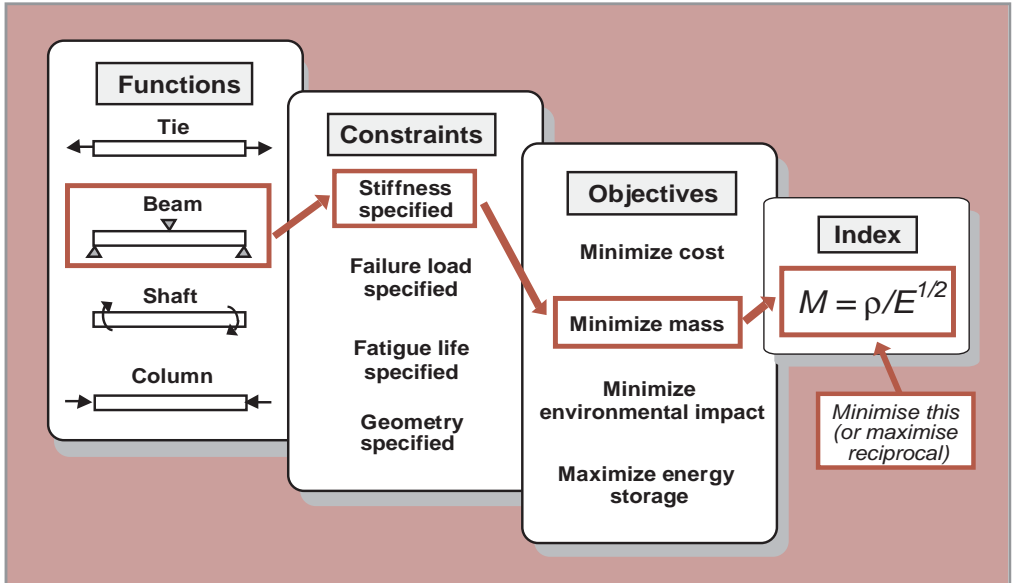 Functions
Tie
Beam
Shaft
Column
Constraints
Stiffness
specified
Failure load
specified
Fatigue life
specified
Geometry
specified
Objectives
Minimize cost
Minimize mass
Minimize
environmental impact
Maximize energy
storage
Index
M = ρ/E^{1/2}
Minimise this
(or maximise
reciprocal)